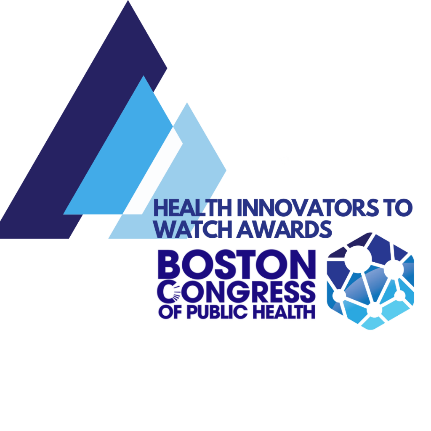 HEALTH INNOVATORS TO
WATCH AWARDS
BOSTON
CONGRESS
OF PUBLIC HEALTH